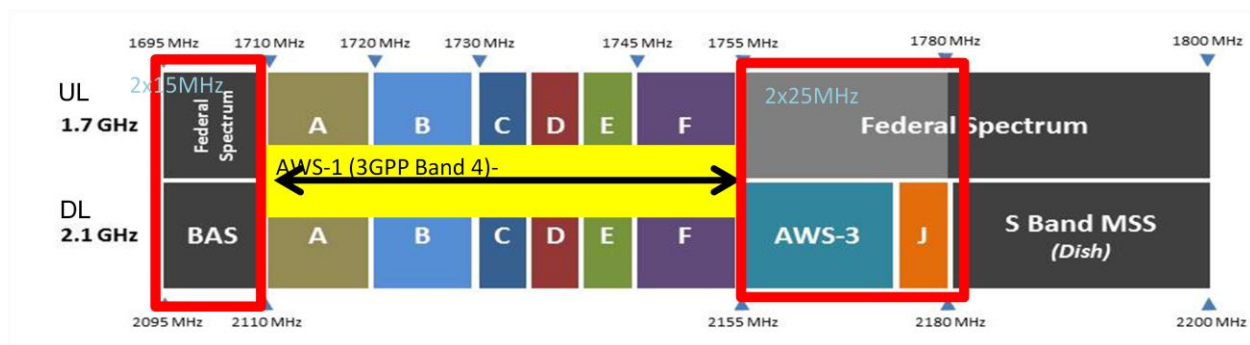 1695 MHz 1710 MHz 1720 MHz 1730 MHz 1745 MHz 1755 MHz 1780 MHz 1800 MHz
2x15MHz
2x25MHz
UL
1.7 GHz
Federal
Spectrum
A B C D E F
Federal Spectrum
AWS-1 (3GPP Band 4)-
DL
2.1 GHz
BAS A B C D E F AWS-3 J
S Band MSS
(Dish)
2095 MHz 2110 MHz 2155 MHz 2180 MHz 2200 MHz